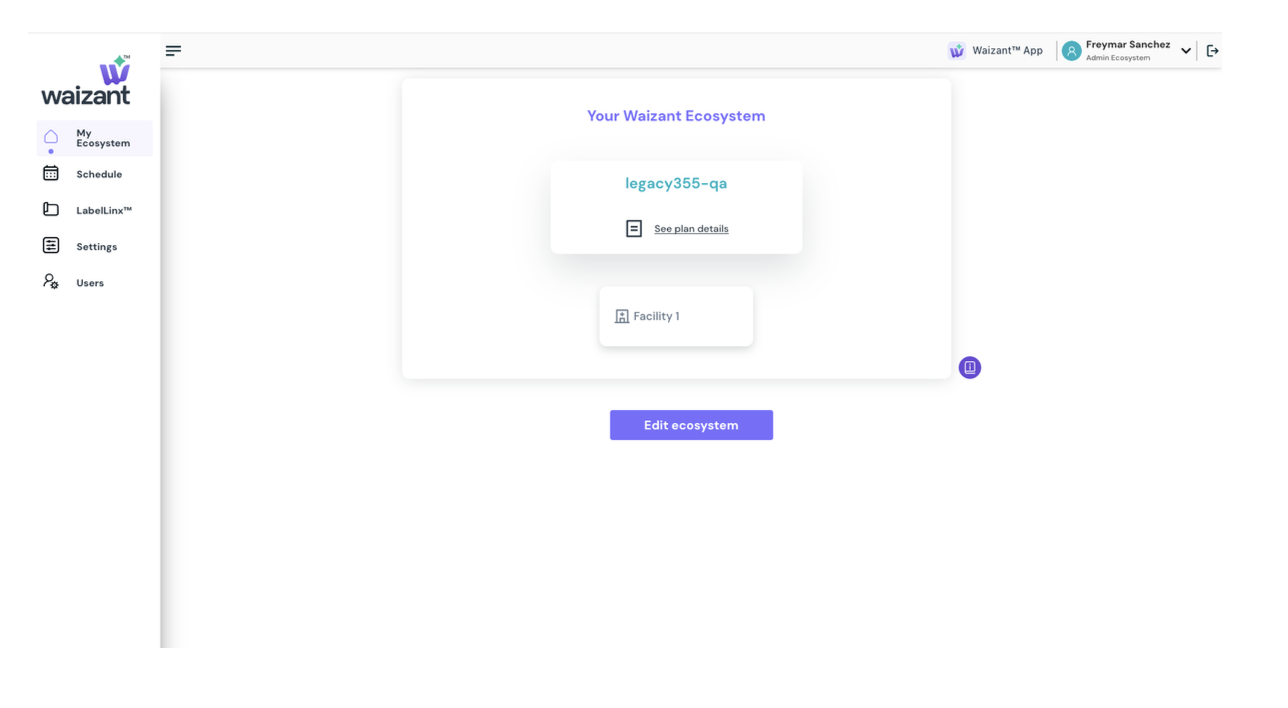 Waizant™ App
Freymar Sanchez
Admin Ecosystem
waizant™
My
Ecosystem
Schedule
LabelLinx™
Settings
Users
Your Waizant Ecosystem
legacy355-qa
See plan details
Facility 1
Edit ecosystem